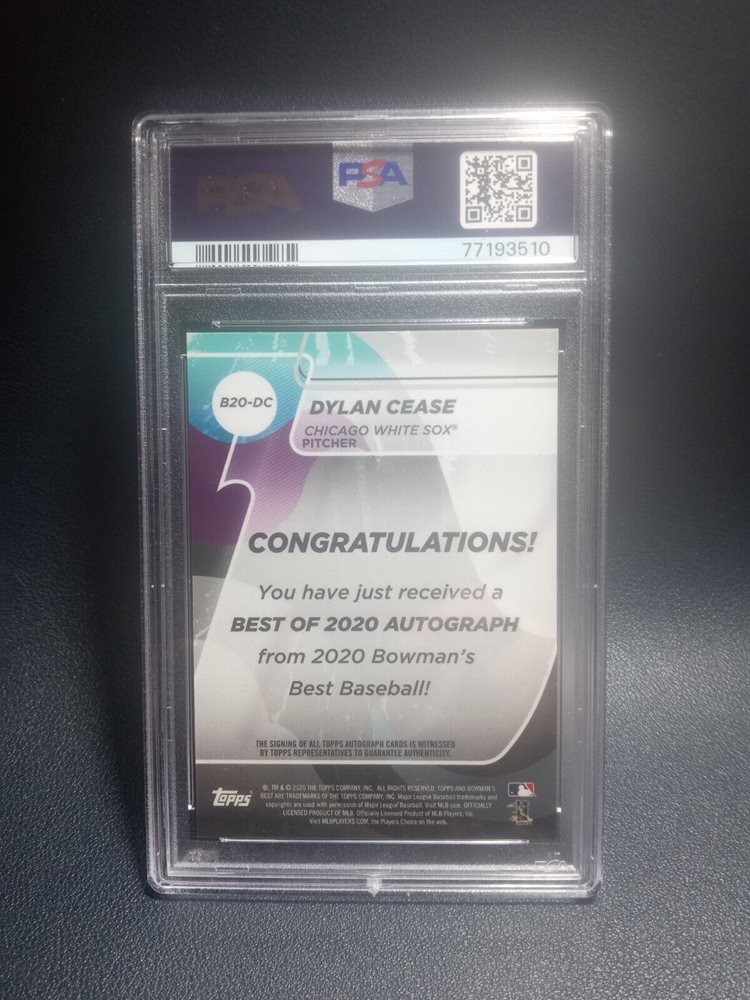 PSA
PSA
77193510
B20-DC
DYLAN CEASE
CHICAGO WHITE SOX®
PITCHER
CONGRATULATIONS!
You have just received a
BEST OF 2020 AUTOGRAPH
from 2020 Bowman's
Best Baseball!
THE SIGNING OF ALL TOPPS AUTOGRAPH CARDS IS WITNESSED
BY TOPPS REPRESENTATIVES TO GUARANTEE AUTHENTICITY.
Topps
®, TM & © 2020 THE TOPPS COMPANY, INC. ALL RIGHTS RESERVED. TOPPS AND BOWMAN'S
BEST ARE TRADEMARKS OF THE TOPPS COMPANY, INC. Major League Baseball trademarks and
copyrights are used with permission of Major League Baseball. Visit MLB.com. OFFICIALLY
LICENSED PRODUCT OF MLB. Officially Licensed Product of MLB Players, Inc.
Visit MLBPLAYERS.COM, the Players Choice on the web.